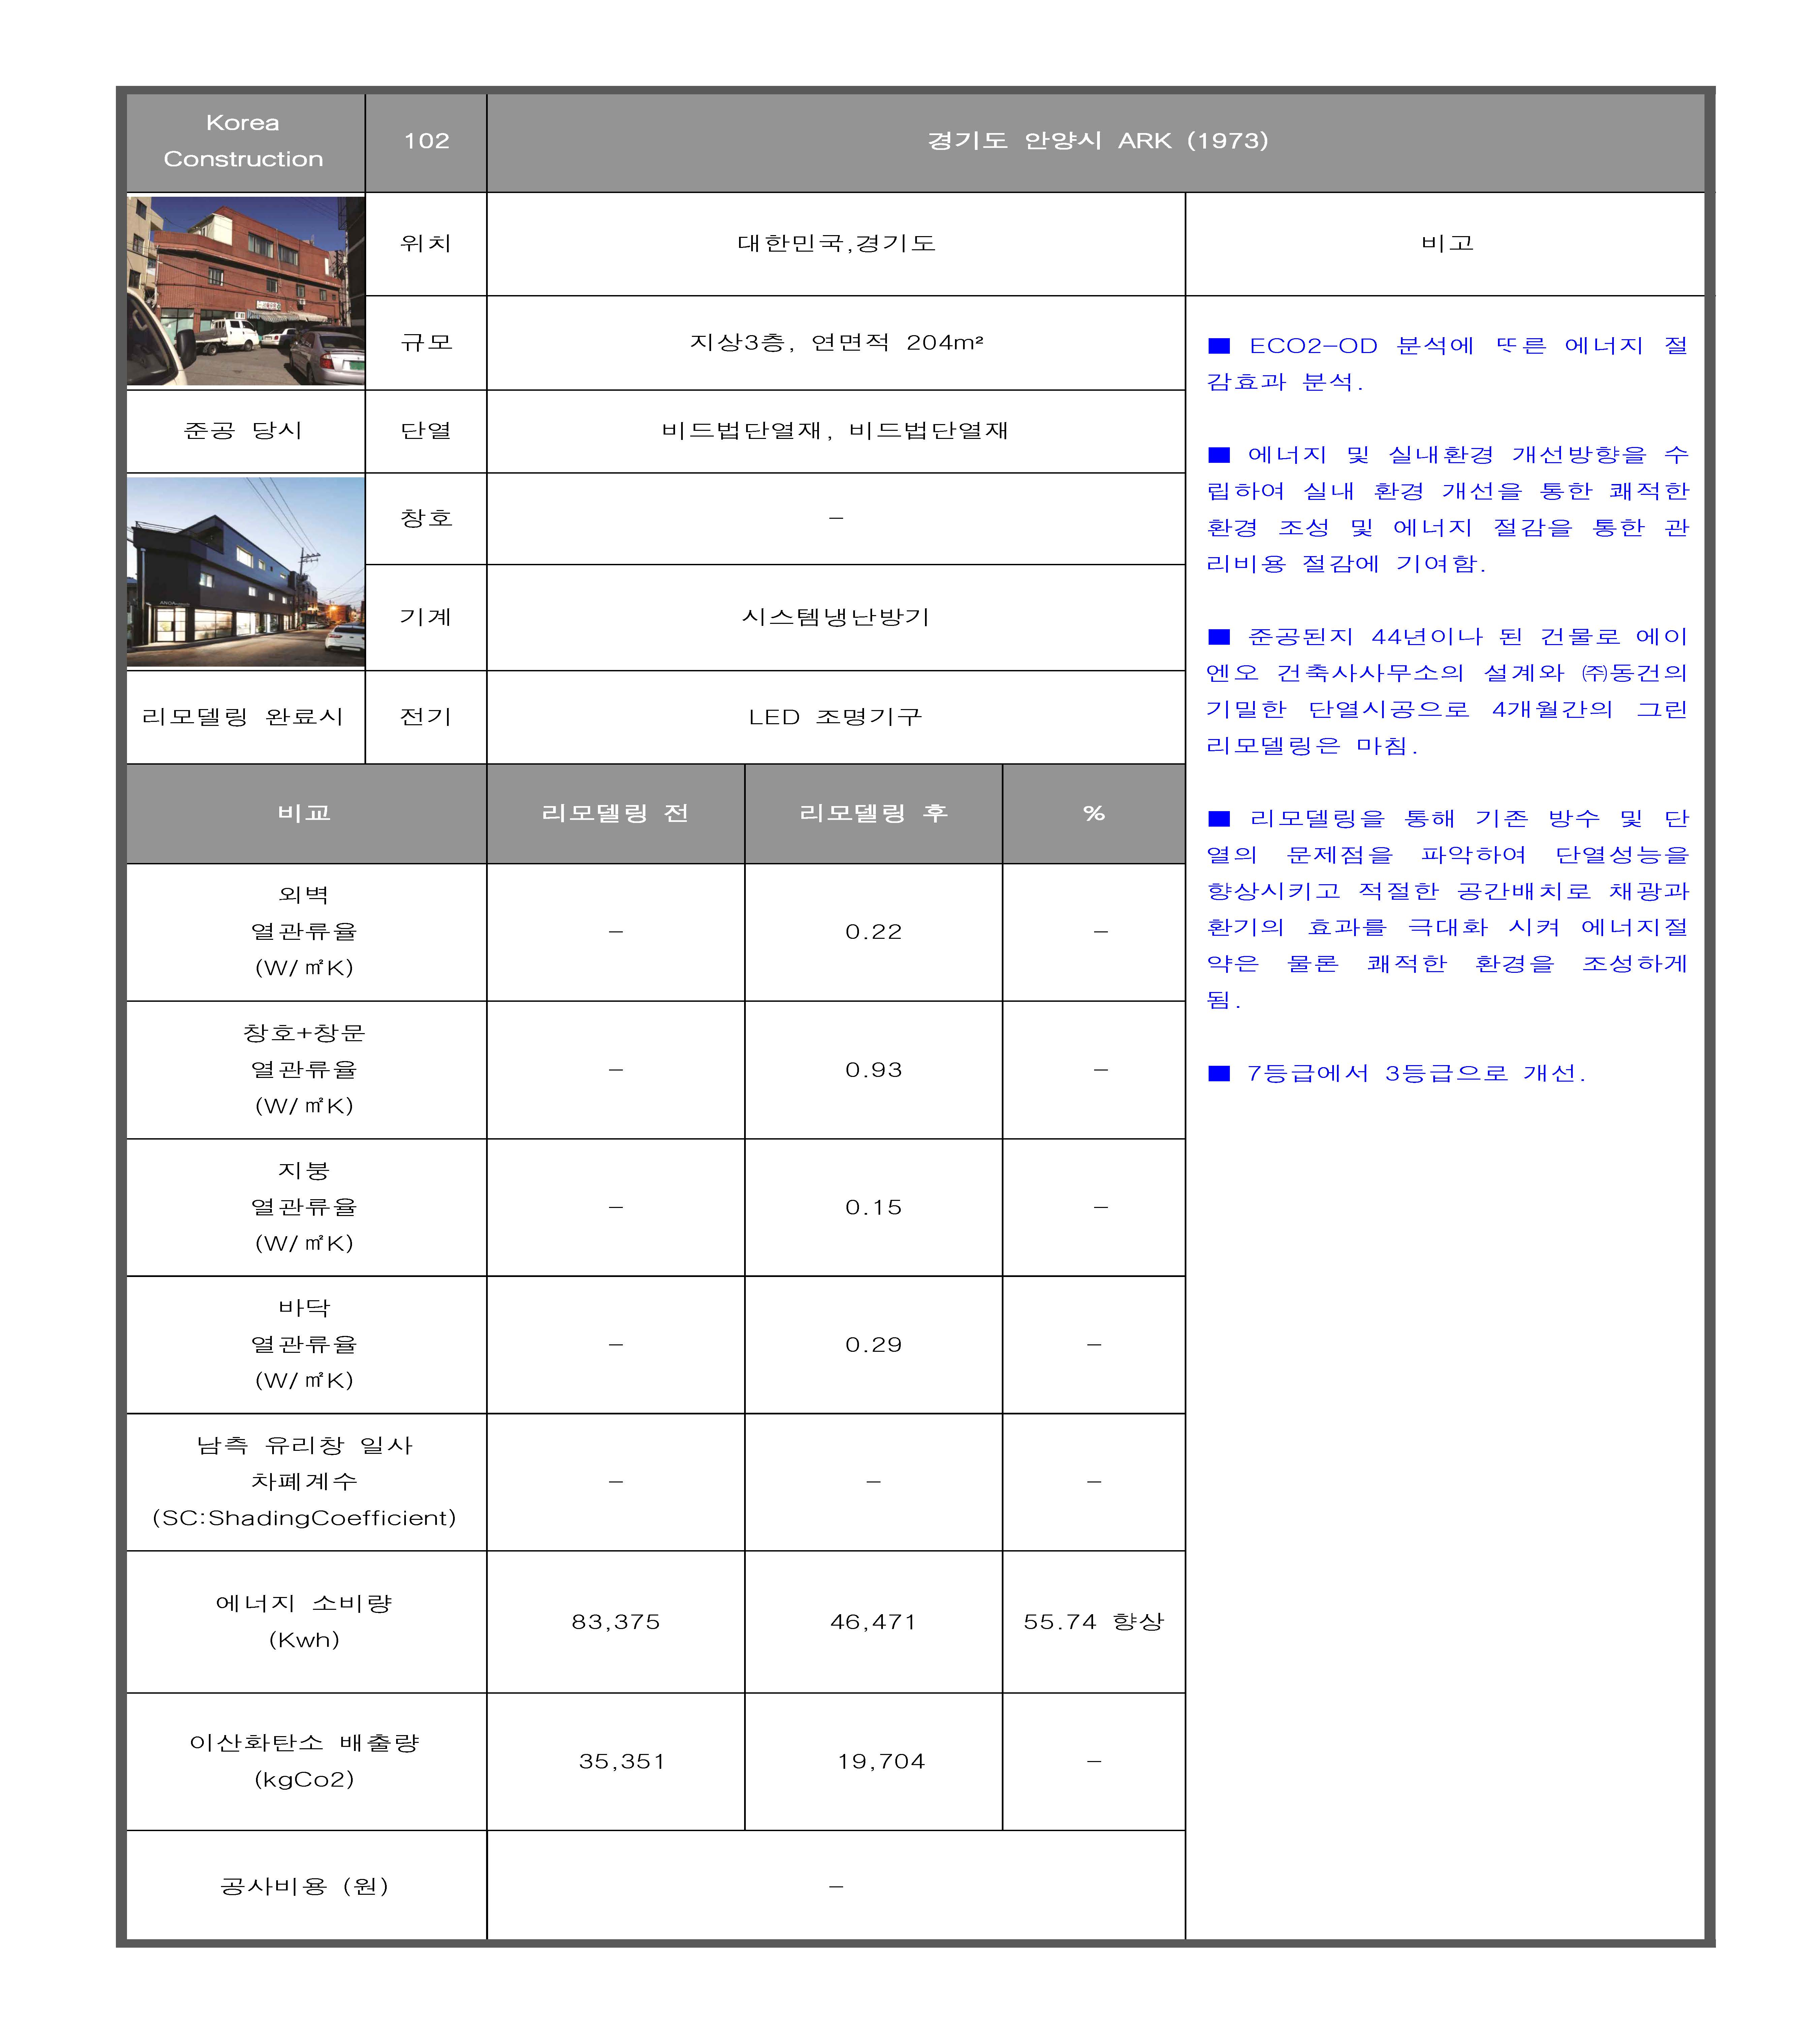 Korea
Construction
102
경기도 안양시 ARK (1973)
위치
대한민국,경기도
비고
규모
지상3층, 연면적 204m²
준공 당시
단열
비드법단열재, 비드법단열재
창호
-
기계
시스템냉난방기
리모델링 완료시
전기
LED 조명기구
■ ECO2-OD 분석에 ᄄᆞ른 에너지 절
감효과 분석.
■ 에너지 및 실내환경 개선방향을 수
립하여 실내 환경 개선을 통한 쾌적한
환경 조성 및 에너지 절감을 통한 관
리비용 절감에 기여함.
■ 준공된지 44년이나 된 건물로 에이
엔오 건축사사무소의 설계와 ㈜동건의
기밀한 단열시공으로 4개월간의 그린
리모델링은 마침.
■ 리모델링을 통해 기존 방수 및 단
열의 문제점을 파악하여 단열성능을
향상시키고 적절한 공간배치로 채광과
환기의 효과를 극대화 시켜 에너지절
약은 물론 쾌적한 환경을 조성하게
됨.
■ 7등급에서 3등급으로 개선.
비교
리모델링 전
리모델링 후
%
외벽
열관류율
(W/㎡K)
-
0.22
-
창호+창문
열관류율
(W/㎡K)
-
0.93
-
지붕
열관류율
(W/㎡K)
-
0.15
-
바닥
열관류율
(W/㎡K)
-
0.29
-
남측 유리창 일사
차폐계수
(SC:ShadingCoefficient)
-
-
-
에너지 소비량
(Kwh)
83,375
46,471
55.74 향상
이산화탄소 배출량
(kgCo2)
35,351
19,704
-
공사비용 (원)
-